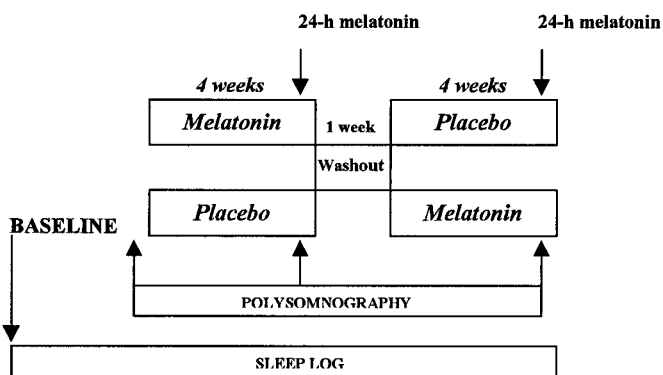 24-h melatonin 24-h melatonin
4 weeks 4 weeks
Melatonin 1 week Placebo
Washout
Placebo Melatonin
BASELINE
POLYSOMNOGRAPHY
SLEEP LOG